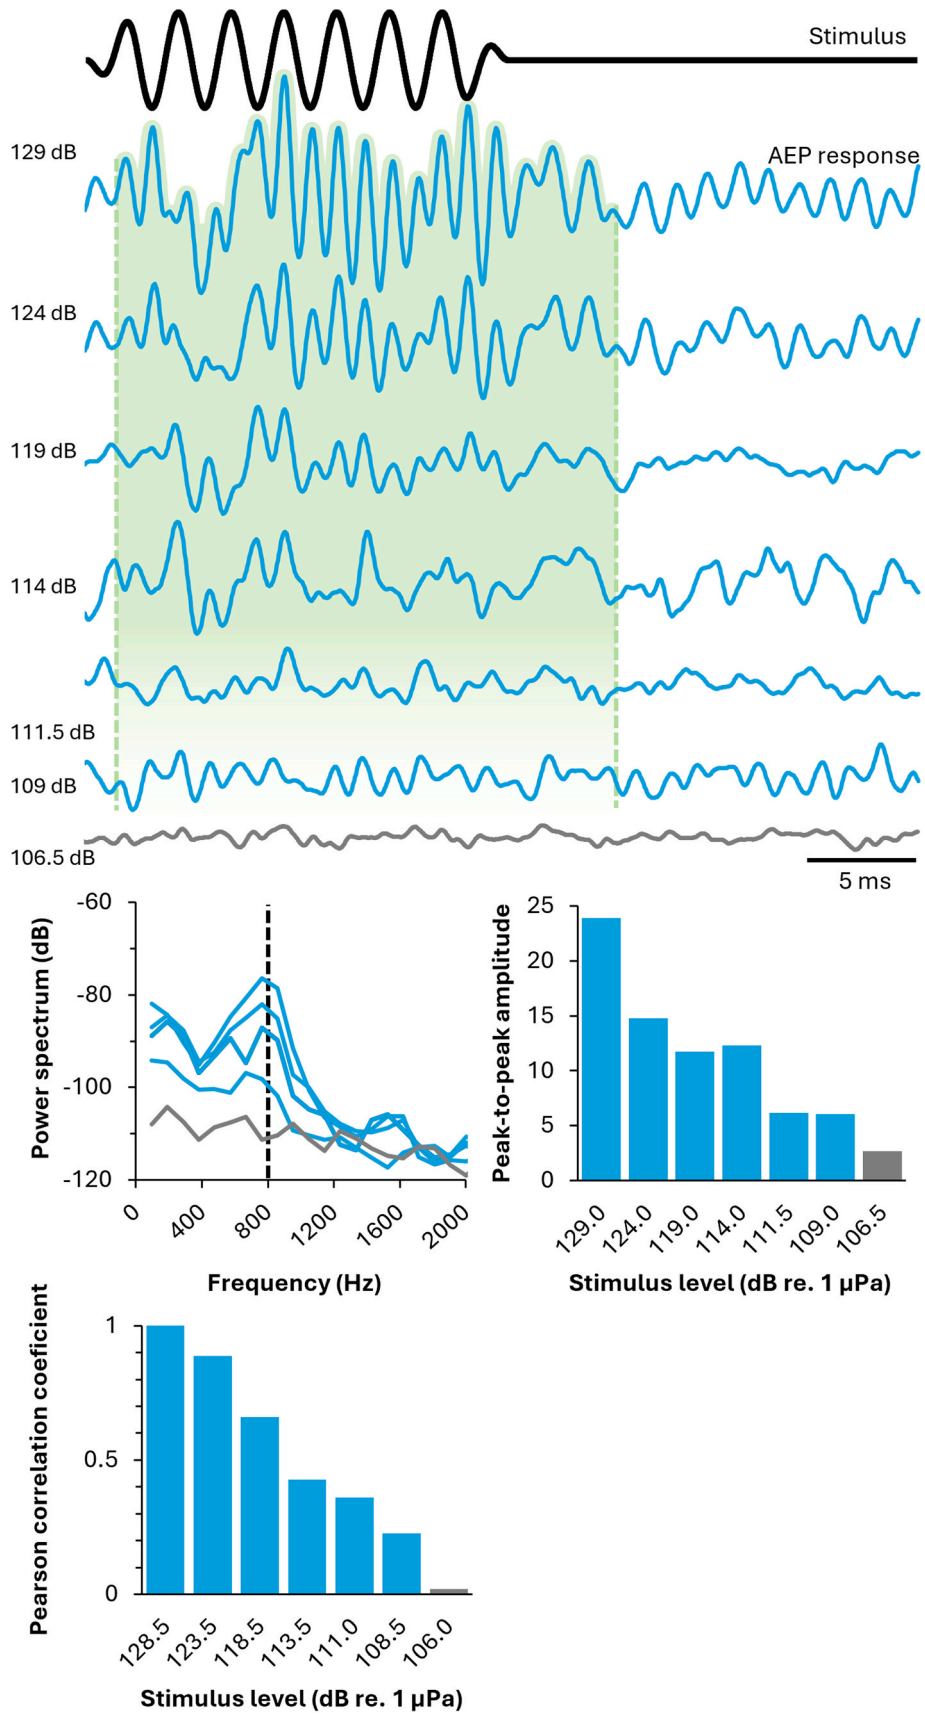 Stimulus
129 dB
AEP response
124 dB
119 dB
114 dB
111.5 dB
109 dB
106.5 dB
5 ms
Power spectrum (dB)
-60
-80
-100
-120
0
400
800
1200
1600
2000
Frequency (Hz)
Peak-to-peak amplitude
25
20
15
10
5
0
129.0
124.0
119.0
114.0
111.5
109.0
106.5
Stimulus level (dB re. 1 µPa)
Pearson correlation coeficient
1
0.5
0
128.5
123.5
118.5
113.5
111.0
108.5
106.0
Stimulus level (dB re. 1 µPa)